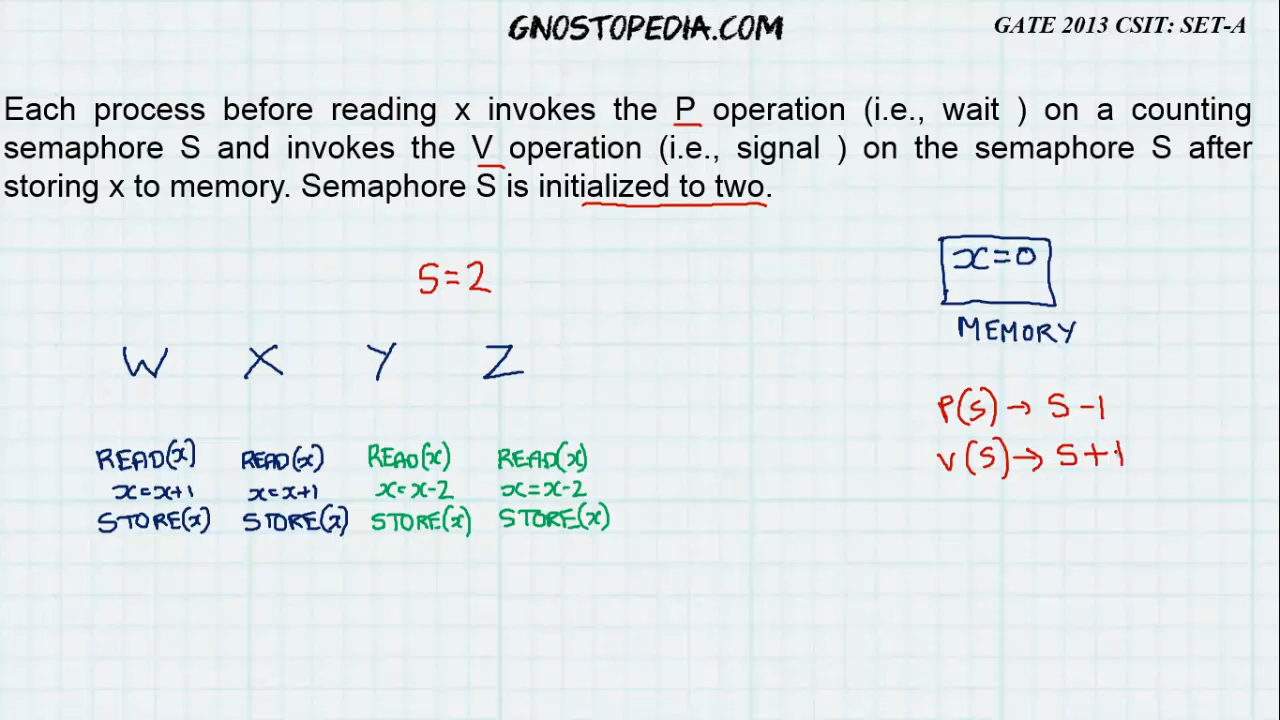 GNOSTOPEDIA.COM
GATE 2013 CSIT: SET-A
Each process before reading x invokes the P operation (i.e., wait ) on a counting
semaphore S and invokes the V operation (i.e., signal ) on the semaphore S after
storing x to memory. Semaphore S is initialized to two.
S=2
x=0
MEMORY
W X Y Z
P(S) → S-1
V(S) → S+1
READ(x) READ(x) READ(x) READ(x)
x=x+1 x=x+1 x=x-2 x=x-2
STORE(x) STORE(x) STORE(x) STORE(x)